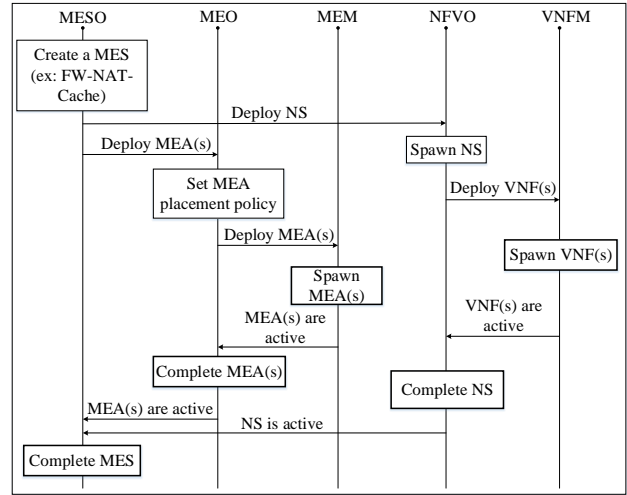 MESO MEO MEM NFVO VNFM
Create a MES
(ex: FW-NAT-
Cache)
Deploy NS
Deploy MEA(s)
Spawn NS
Set MEA
placement policy
Deploy VNF(s)
Deploy MEA(s)
Spawn VNF(s)
Spawn
MEA(s)
VNF(s) are
active
MEA(s) are
active
Complete MEA(s)
Complete NS
MEA(s) are active
NS is active
Complete MES